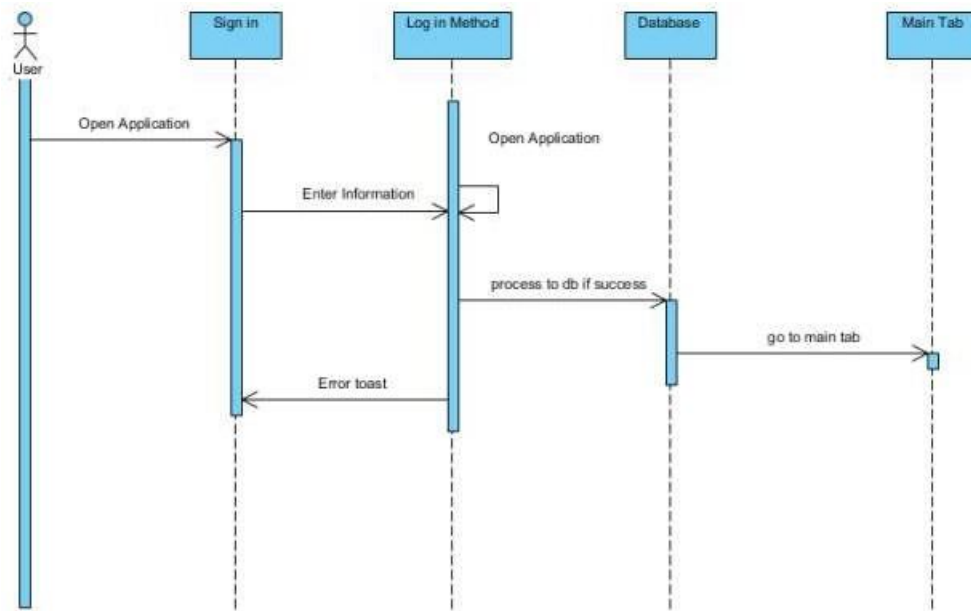 Sign in
Log in Method
Database
Main Tab
User
Open Application
Open Application
Enter Information
process to db if success
go to main tab
Error toast